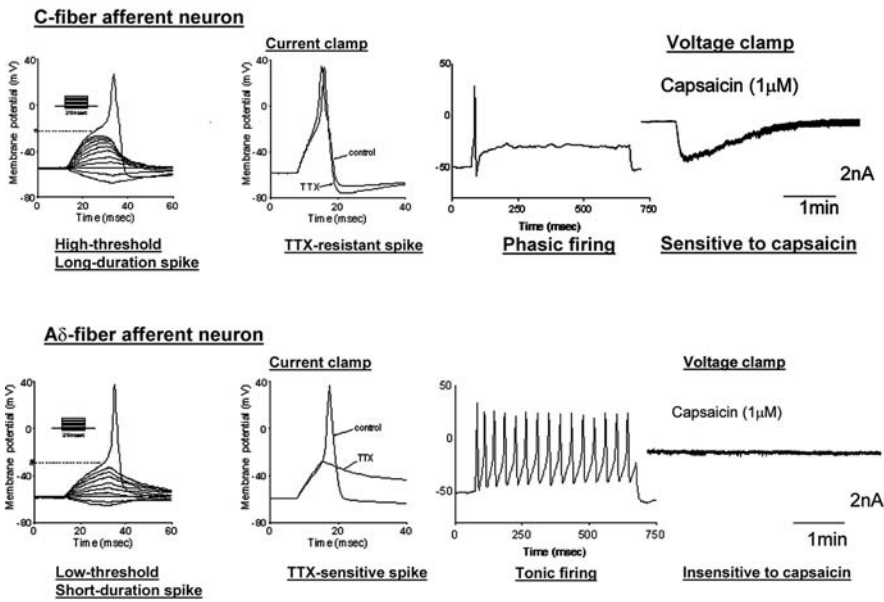 C-fiber afferent neuron
Current clamp
Voltage clamp
Capsaicin (1μM)
Membrane potential (mV)
40
0
-40
-80
0 20 40 60
Time (msec)
Membrane potential (mV)
40
0
-40
-80
control
TTX
0 20 40
Time (msec)
50
0
-50
0 250 500 750
Time (msec)
2nA
1min
High-threshold
Long-duration spike
TTX-resistant spike
Phasic firing
Sensitive to capsaicin
Aδ-fiber afferent neuron
Current clamp
Voltage clamp
Capsaicin (1μM)
Membrane potential (mV)
40
0
-40
-80
0 20 40 60
Time (msec)
Membrane potential (mV)
40
0
-40
-80
control
TTX
0 20 40
Time (msec)
50
0
-50
0 250 500 750
Time (msec)
2nA
1min
Low-threshold
Short-duration spike
TTX-sensitive spike
Tonic firing
Insensitive to capsaicin